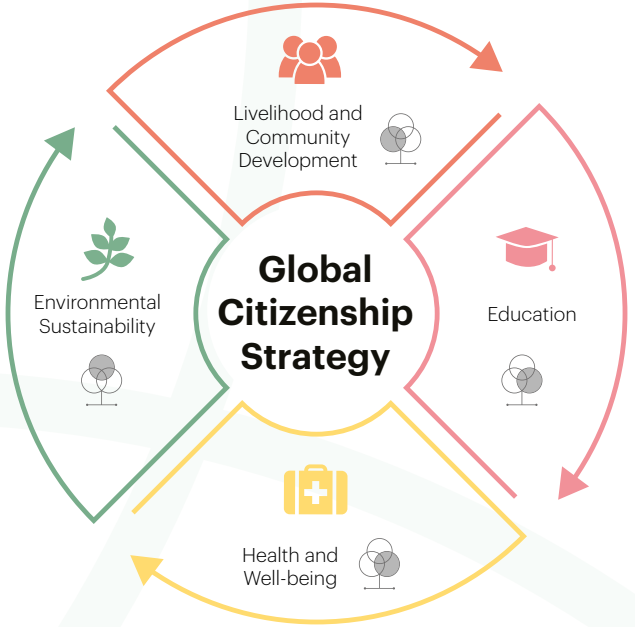 Livelihood and
Community
Development
Global
Citizenship
Strategy
Environmental
Sustainability
Education
Health and
Well-being